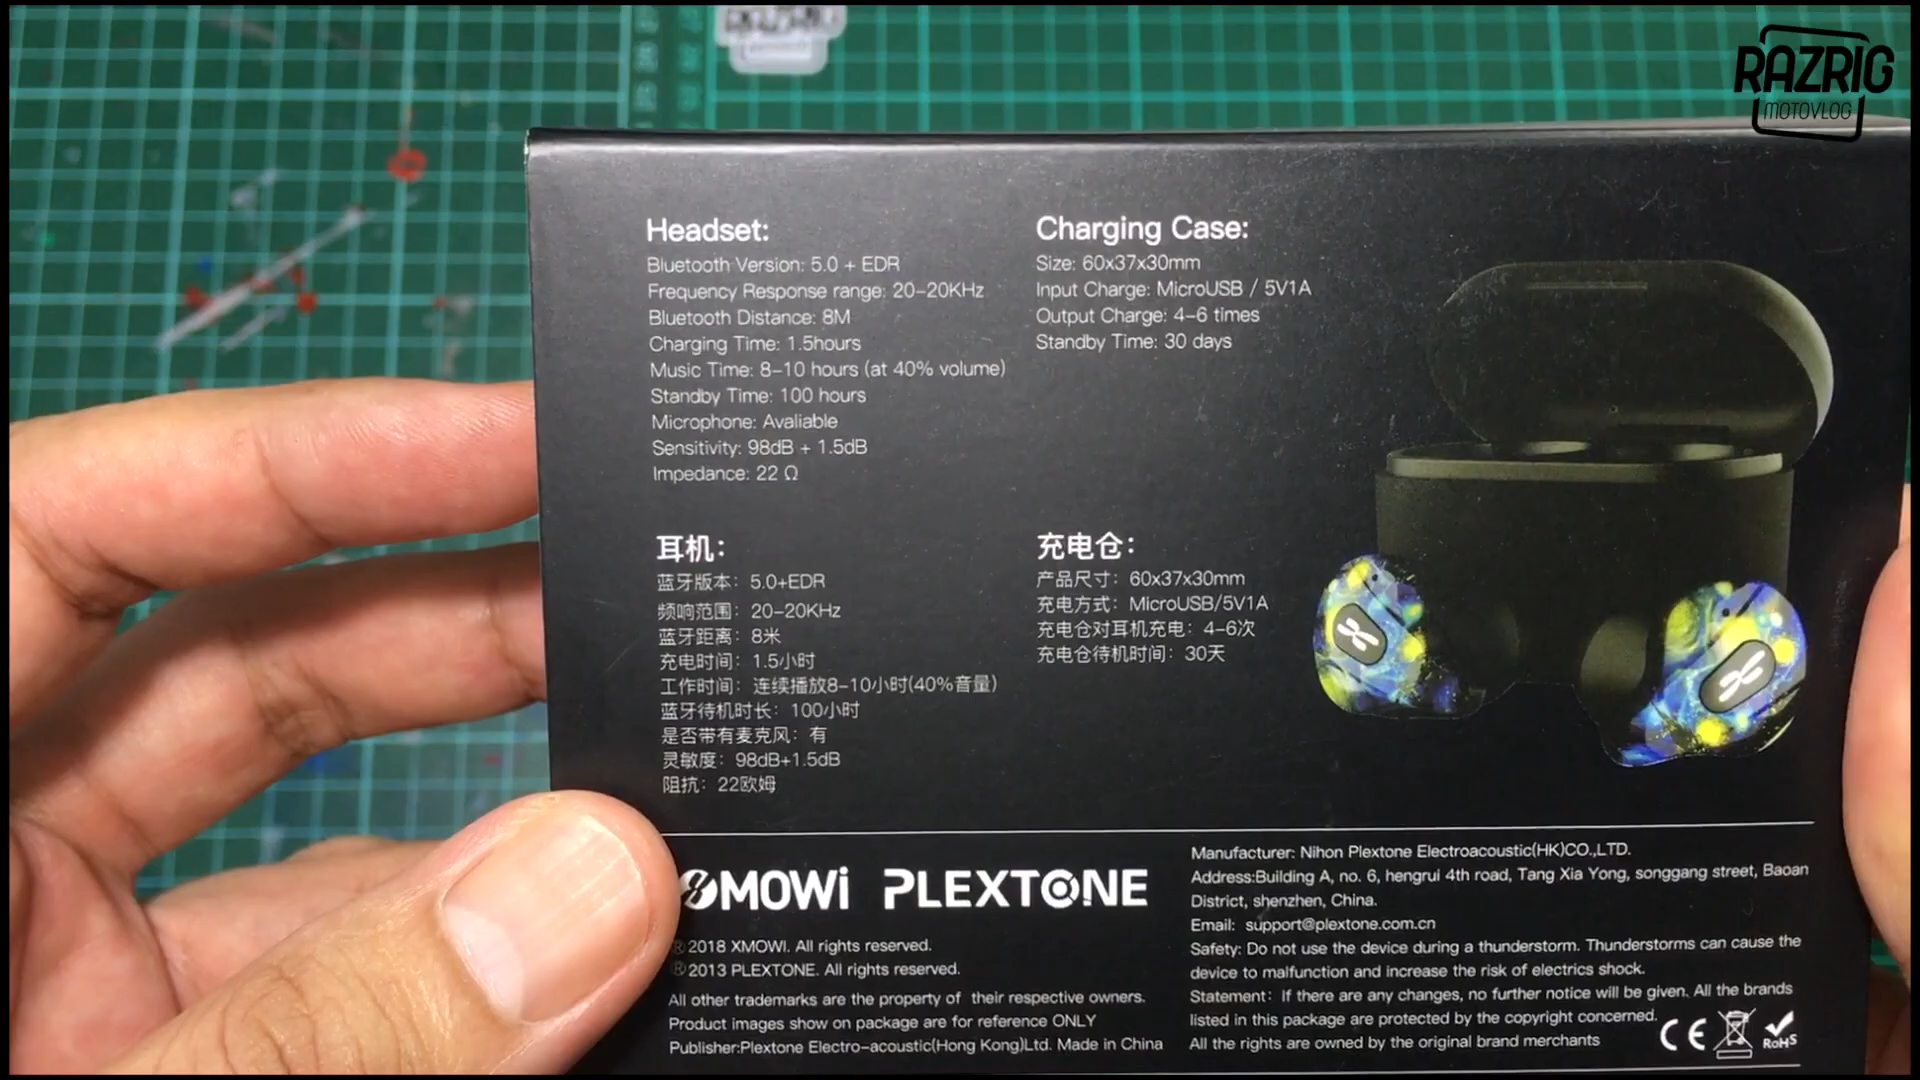 RAZRIG
MOTOVLOG
Headset:
Bluetooth Version: 5.0 + EDR
Frequency Response range: 20-20KHz
Bluetooth Distance: 8M
Charging Time: 1.5hours
Music Time: 8-10 hours (at 40% volume)
Standby Time: 100 hours
Microphone: Avaliable
Sensitivity: 98dB + 1.5dB
Impedance: 22 Ω
Charging Case:
Size: 60x37x30mm
Input Charge: MicroUSB / 5V1A
Output Charge: 4-6 times
Standby Time: 30 days
耳机：
蓝牙版本：5.0+EDR
频响范围：20-20KHz
蓝牙距离：8米
充电时间：1.5小时
工作时间：连续播放8-10小时(40%音量)
蓝牙待机时长：100小时
是否带有麦克风：有
灵敏度：98dB+1.5dB
阻抗：22欧姆
充电仓：
产品尺寸：60x37x30mm
充电方式：MicroUSB/5V1A
充电仓对耳机充电：4-6次
充电仓待机时间：30天
XMOWi PLEXTONE
®2018 XMOWI. All rights reserved.
®2013 PLEXTONE. All rights reserved.
All other trademarks are the property of their respective owners.
Product images show on package are for reference ONLY
Publisher:Plextone Electro-acoustic(Hong Kong)Ltd. Made in China
Manufacturer: Nihon Plextone Electroacoustic(HK)CO.,LTD.
Address:Building A, no. 6, hengrui 4th road, Tang Xia Yong, songgang street, Baoan
District, shenzhen, China.
Email: support@plextone.com.cn
Safety: Do not use the device during a thunderstorm. Thunderstorms can cause the
device to malfunction and increase the risk of electrics shock.
Statement：If there are any changes, no further notice will be given. All the brands
listed in this package are protected by the copyright concerned.
All the rights are owned by the original brand merchants
CE
RoHS